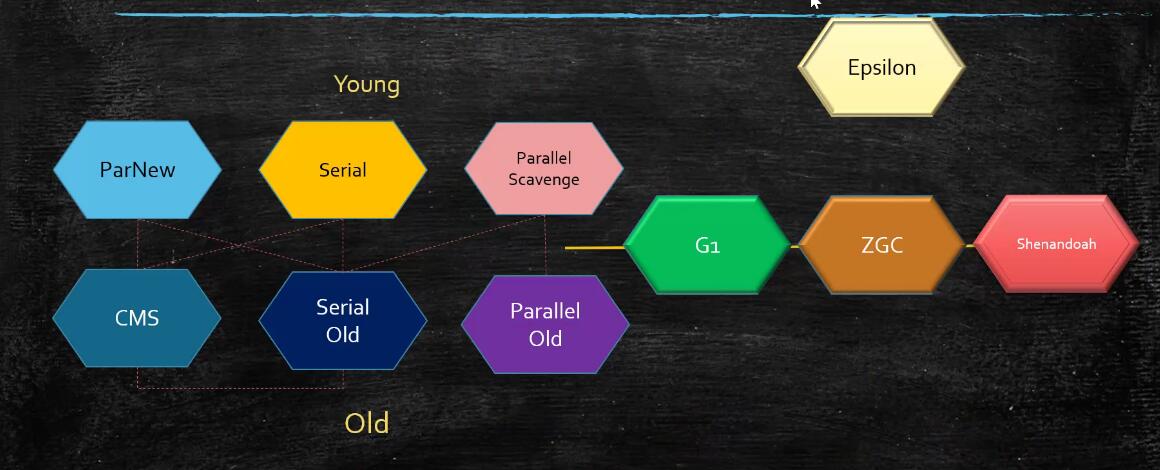 Epsilon
Young
ParNew
Serial
Parallel
Scavenge
G1
ZGC
Shenandoah
CMS
Serial
Old
Parallel
Old
Old